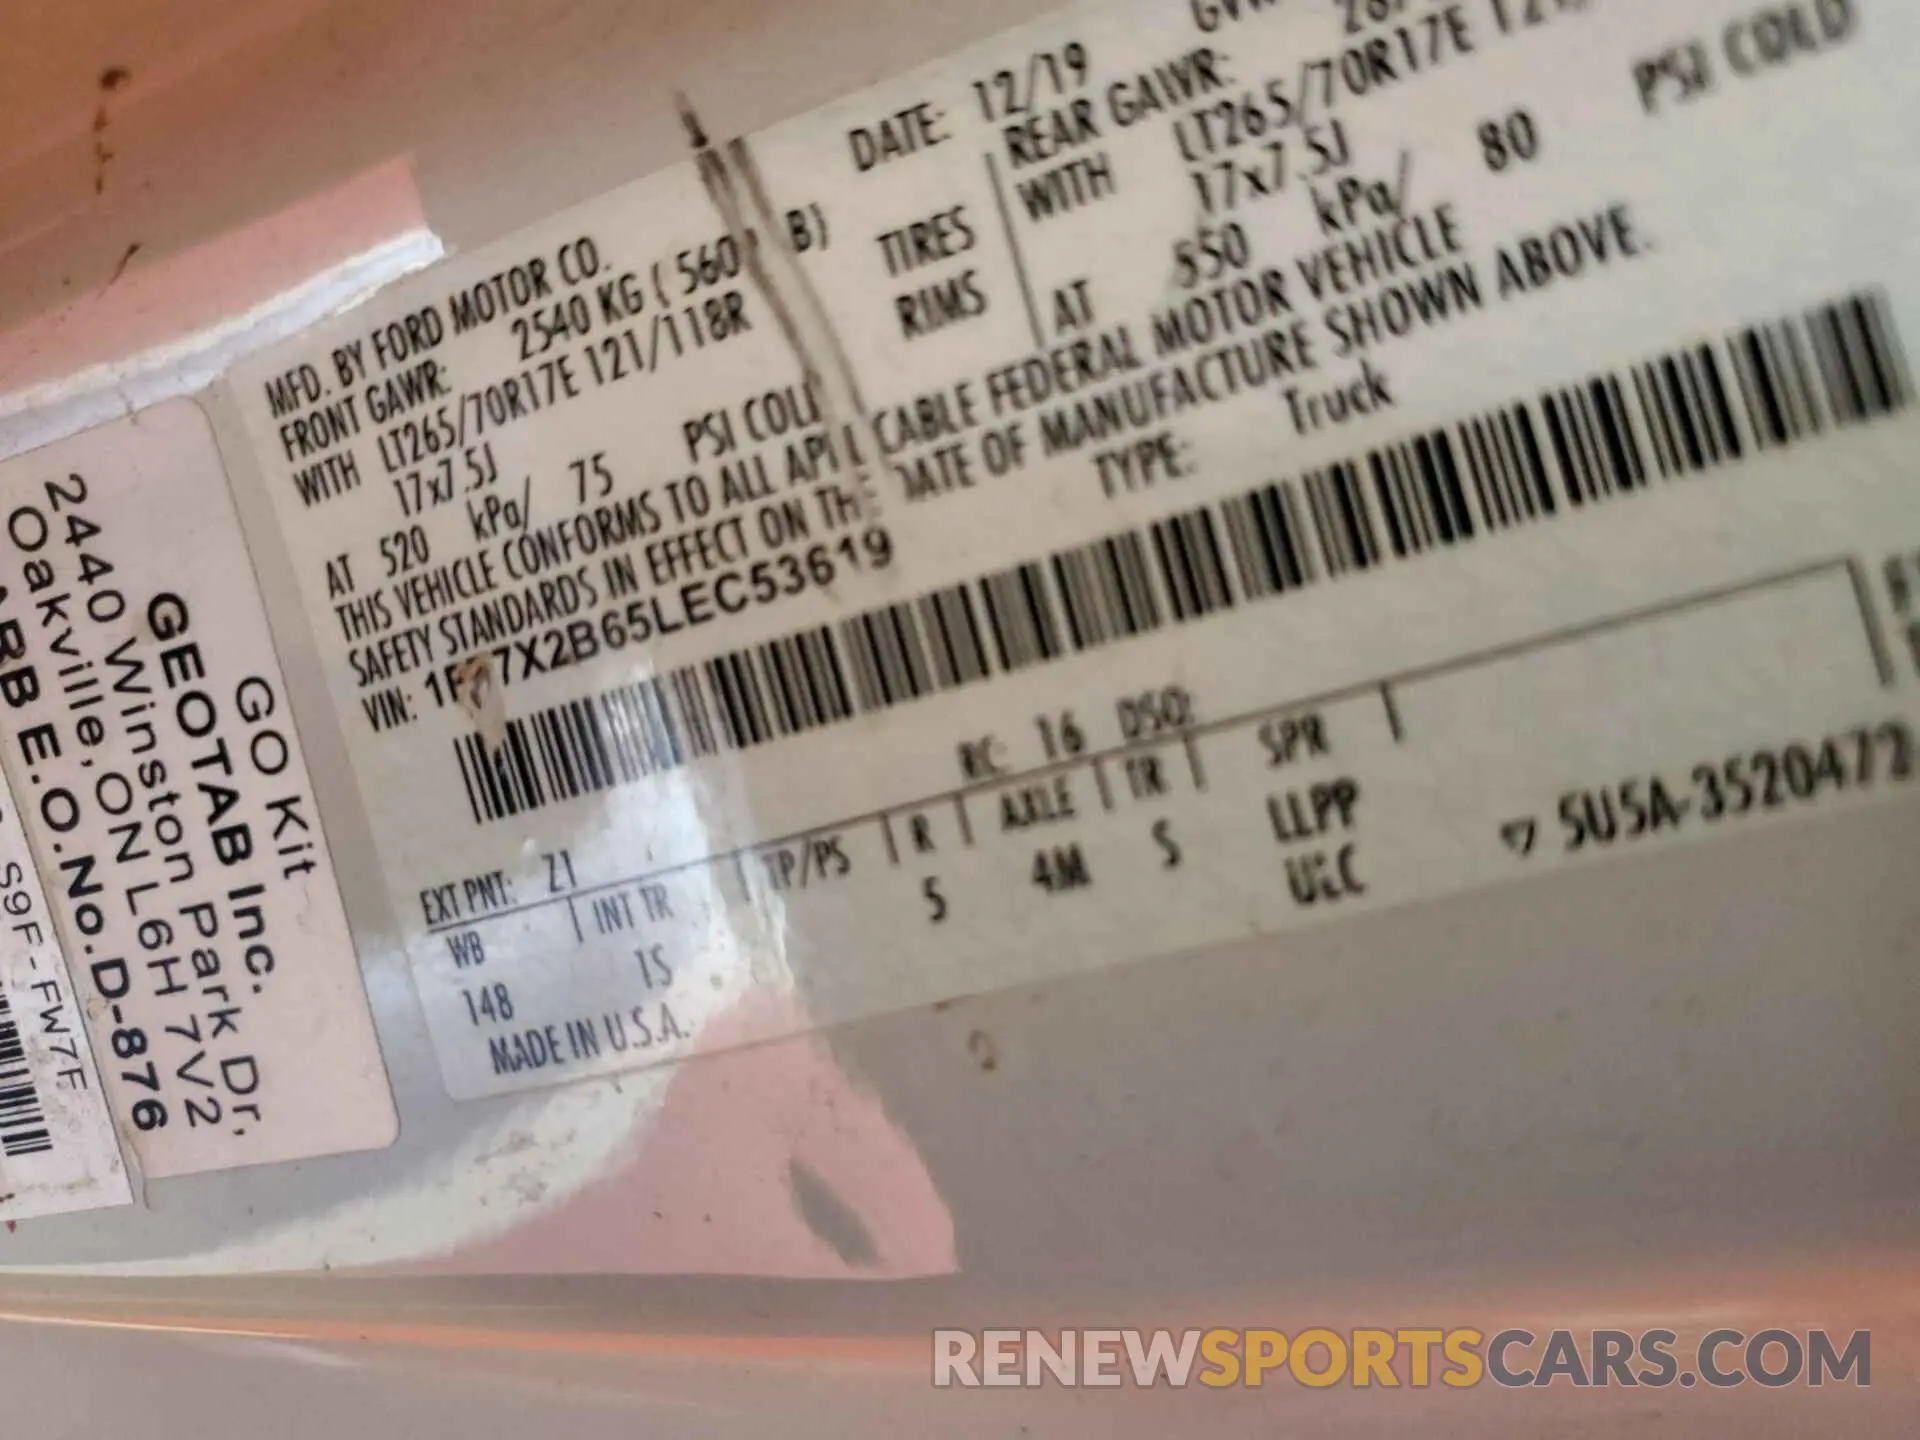 MFD. BY FORD MOTOR CO.
DATE: 12/19
FRONT GAWR: 2540 KG ( 560 B)
REAR GAWR:
WITH LT265/70R17E 121/118R
TIRES
WITH LT265/70R17E
17x7.5J
RIMS
17x7.5J
AT 520 kPa/ 75 PSI COLD
AT 550 kPa/ 80 PSI COLD
THIS VEHICLE CONFORMS TO ALL APPLICABLE FEDERAL MOTOR VEHICLE
SAFETY STANDARDS IN EFFECT ON THE DATE OF MANUFACTURE SHOWN ABOVE.
VIN: 1FT7X2B65LEC53619
TYPE: Truck
EXT PNT: Z1
RC: 16 DSO:
WB | INT TR | TP/PS | R | AXLE | TR | SPR |
148 15 5 4M S LLPP
MADE IN U.S.A.
5U5A-3520472
GO Kit
GEOTAB Inc.
2440 Winston Park Dr,
Oakville, ON L6H 7V2
ARB E.O.No.D-876
S9F-FW7F
RENEWSPORTSCARS.COM